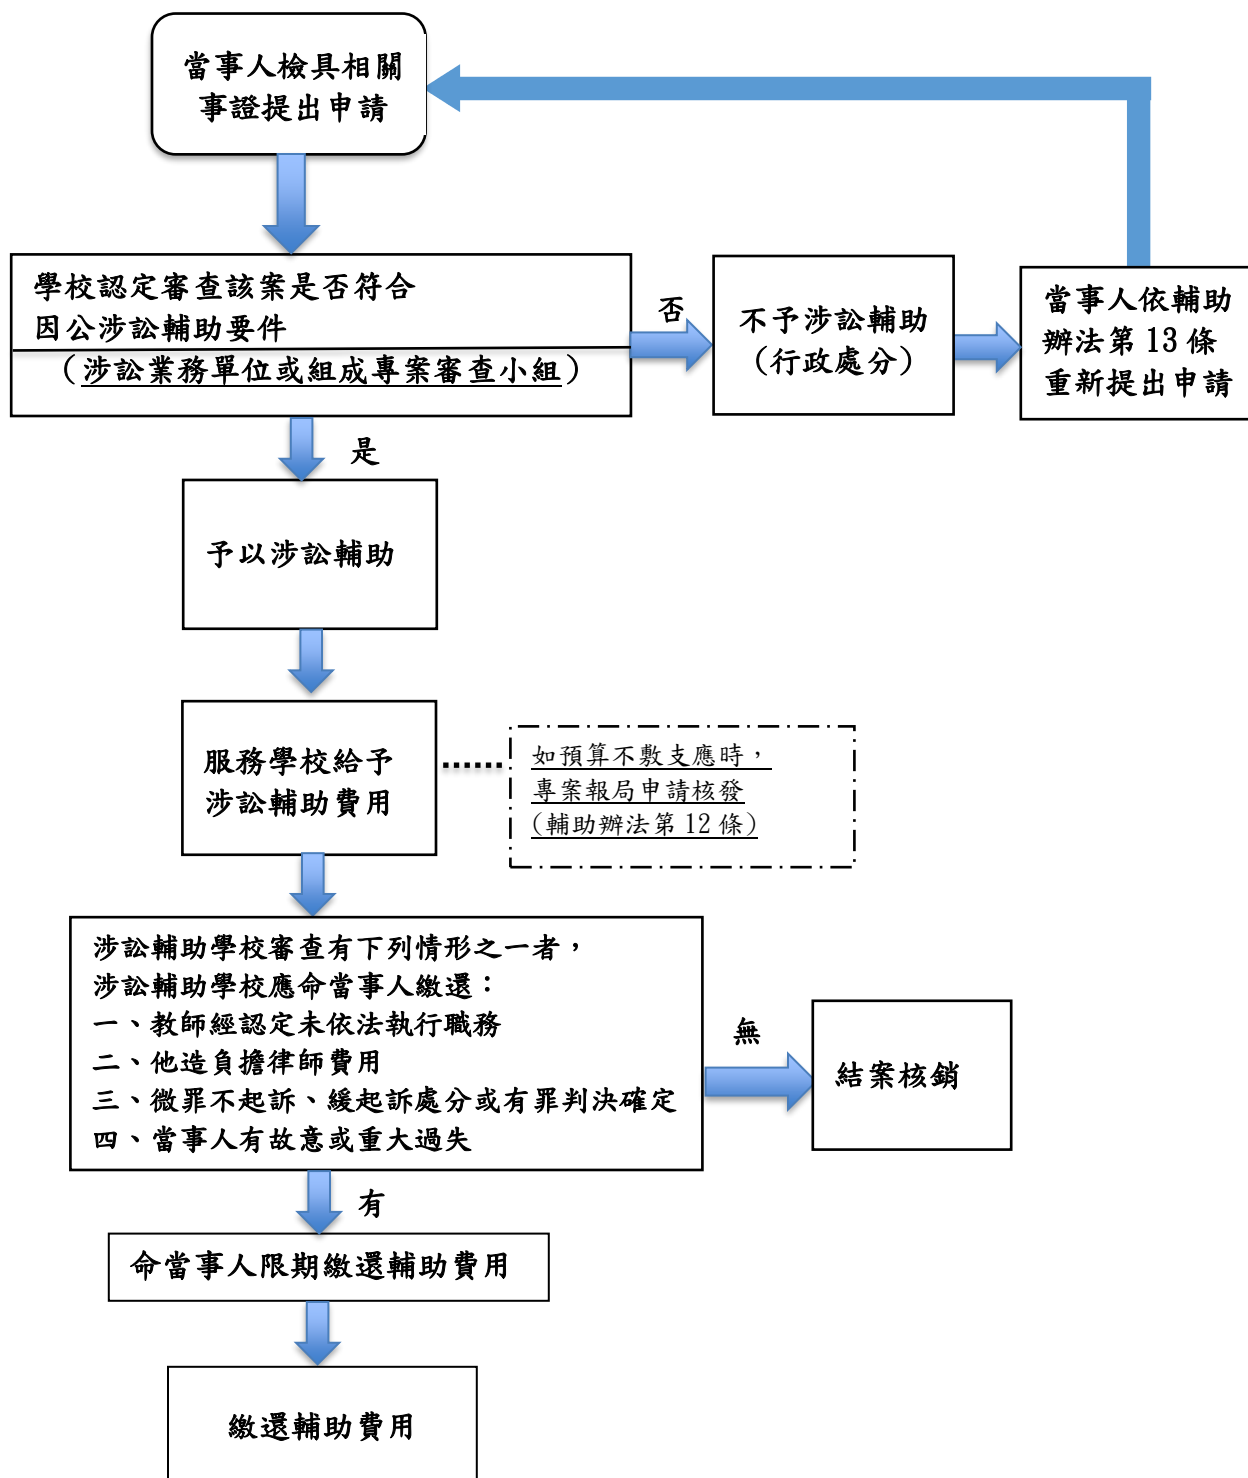 當事人檢具相關
事證提出申請
學校認定審查該案是否符合
因公涉訟輔助要件
（涉訟業務單位或組成專案審查小組）
否
不予涉訟輔助
（行政處分）
當事人依輔助
辦法第 13 條
重新提出申請
是
予以涉訟輔助
服務學校給予
涉訟輔助費用
如預算不敷支應時，
專案報局申請核發
(輔助辦法第 12 條)
涉訟輔助學校審查有下列情形之一者，
涉訟輔助學校應命當事人繳還：
一、教師經認定未依法執行職務
二、他造負擔律師費用
三、微罪不起訴、緩起訴處分或有罪判決確定
四、當事人有故意或重大過失
無
結案核銷
有
命當事人限期繳還輔助費用
繳還輔助費用